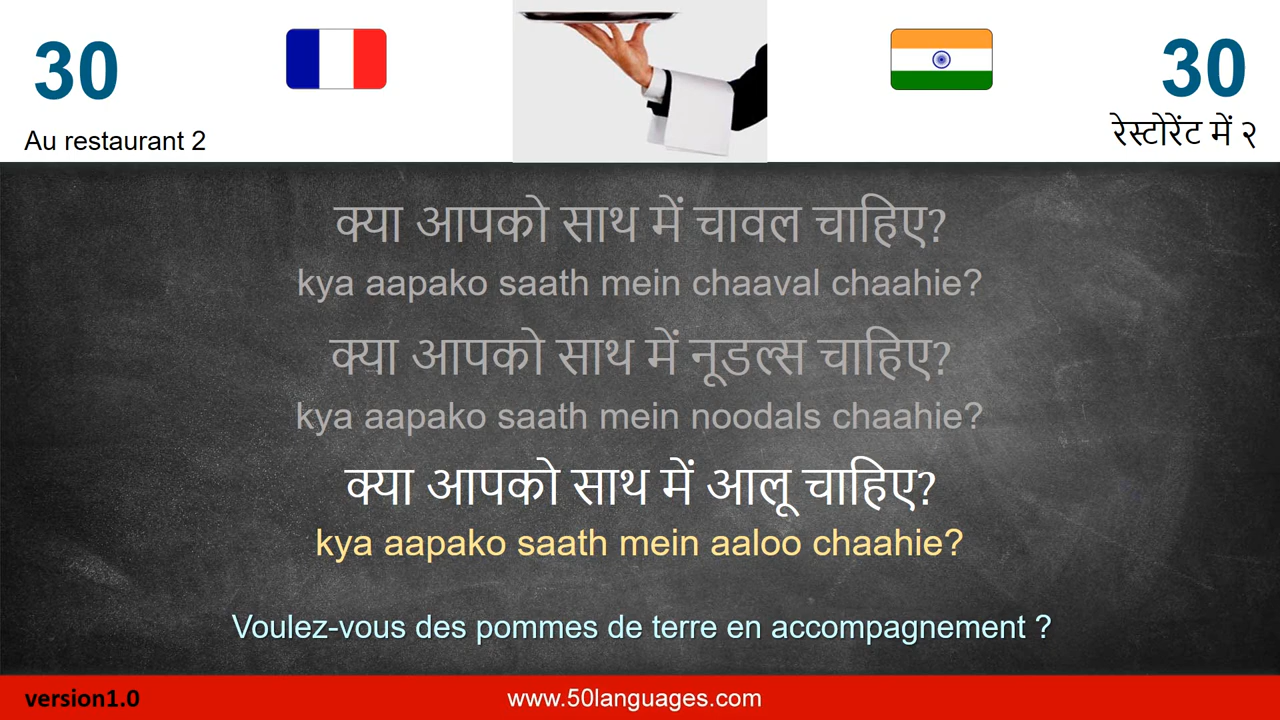 30
30
Au restaurant 2
रेस्टोरेंट में २
क्या आपको साथ में चावल चाहिए?
kya aapako saath mein chaaval chaahie?
क्या आपको साथ में नूडल्स चाहिए?
kya aapako saath mein noodals chaahie?
क्या आपको साथ में आलू चाहिए?
kya aapako saath mein aaloo chaahie?
Voulez-vous des pommes de terre en accompagnement ?
version1.0
www.50languages.com